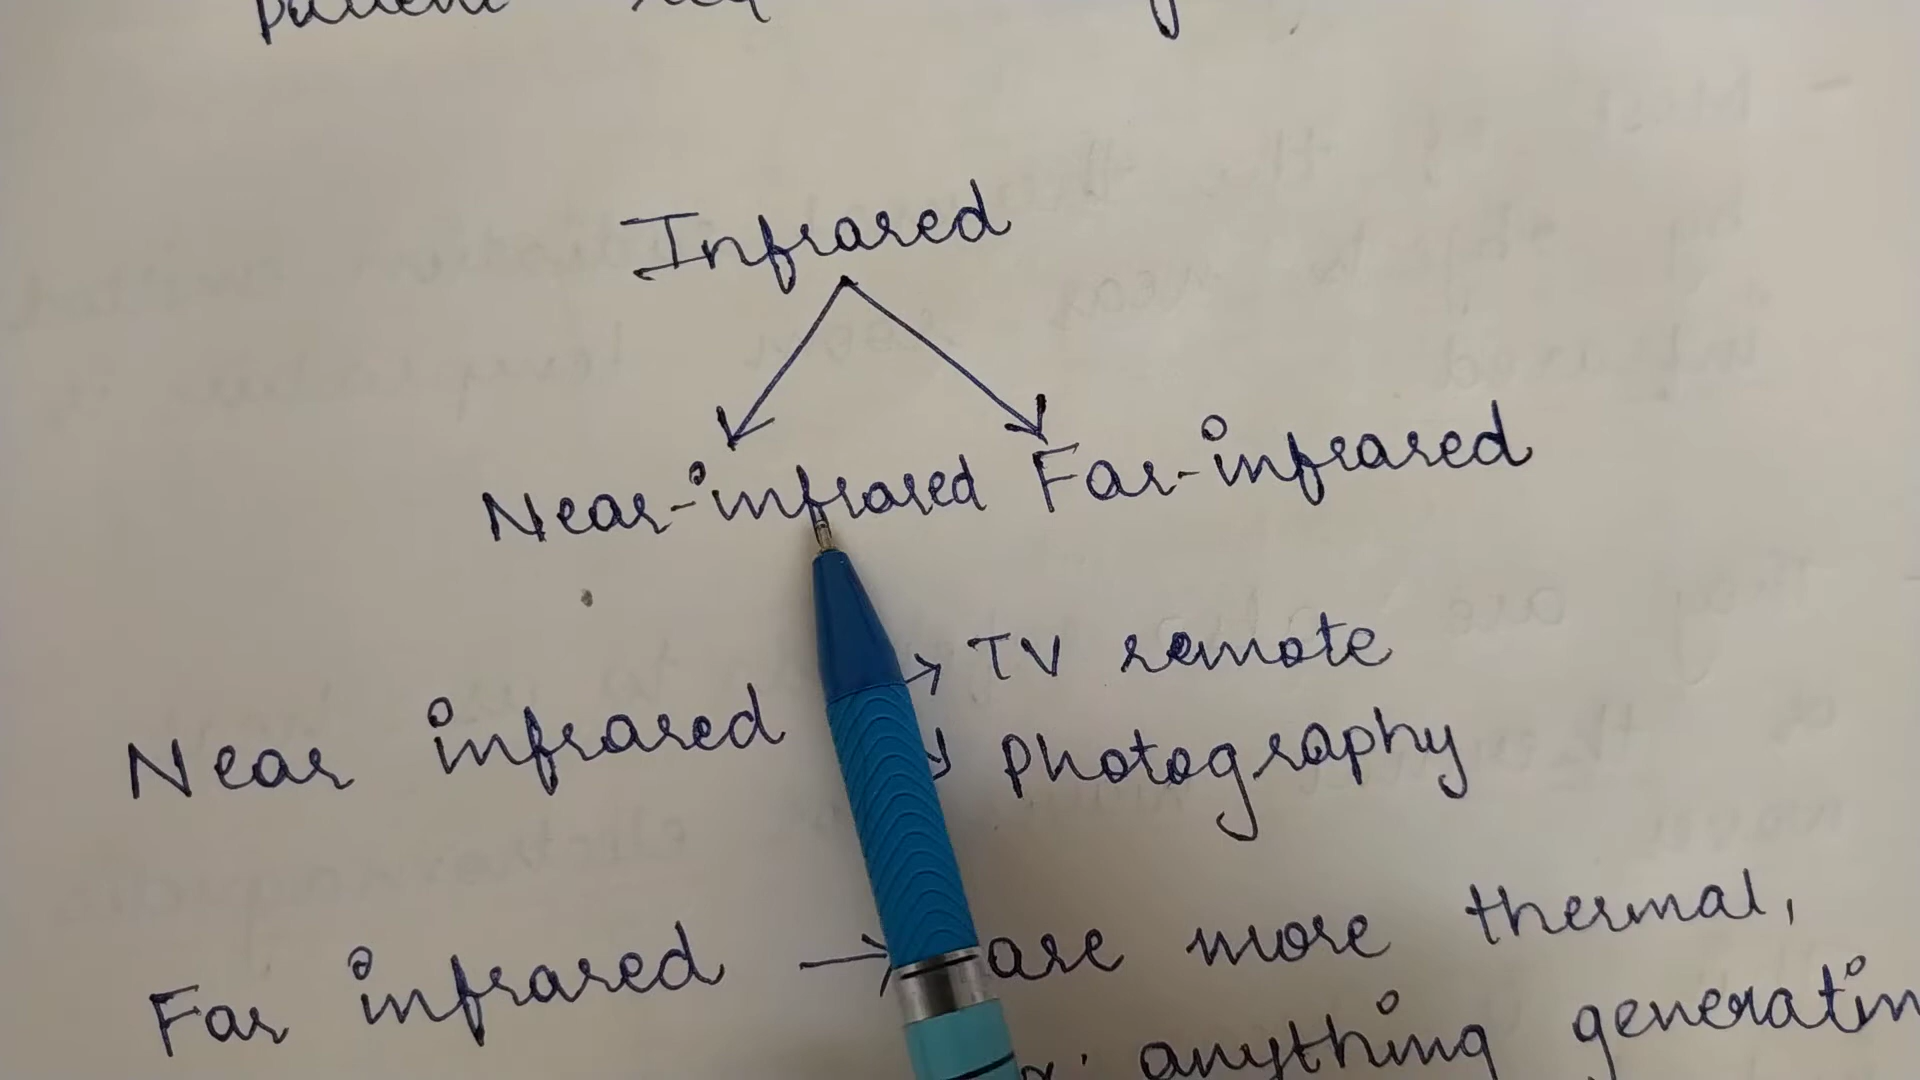 Infrared
Near-infrared Far-infrared
→ TV remote
Near infrared
Photography
Far infrared → are more thermal,
anything generatin